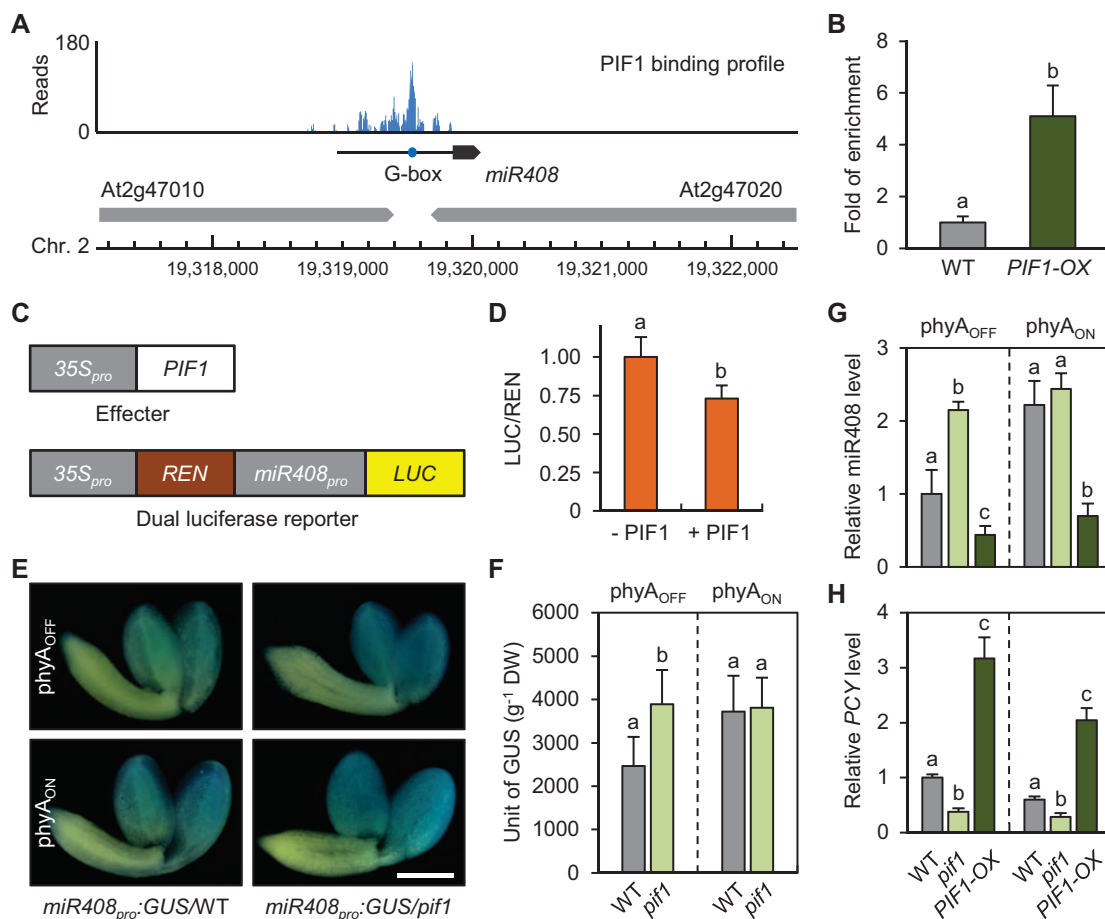 A
180
Reads
0
PIF1 binding profile
G-box
miR408
At2g47010
At2g47020
Chr. 2
19,318,000
19,319,000
19,320,000
19,321,000
19,322,000
B
Fold of enrichment
8
6
4
2
0
a
b
WT
PIF1-OX
C
35Spro
PIF1
Effecter
35Spro
REN
miR408pro
LUC
Dual luciferase reporter
D
LUC/REN
1.00
0.75
0.50
0.25
0
a
b
- PIF1
+ PIF1
E
phyAOFF
phyAON
miR408pro:GUS/WT
miR408pro:GUS/pif1
F
phyAOFF
phyAON
Unit of GUS (g-1 DW)
6000
5000
4000
3000
2000
1000
0
a
b
a
a
WT
pif1
WT
pif1
G
phyAOFF
phyAON
Relative miR408 level
3
2
1
0
a
b
c
a
a
b
H
Relative PCY level
4
3
2
1
0
a
b
c
a
b
c
WT
pif1
PIF1-OX
WT
pif1
PIF1-OX